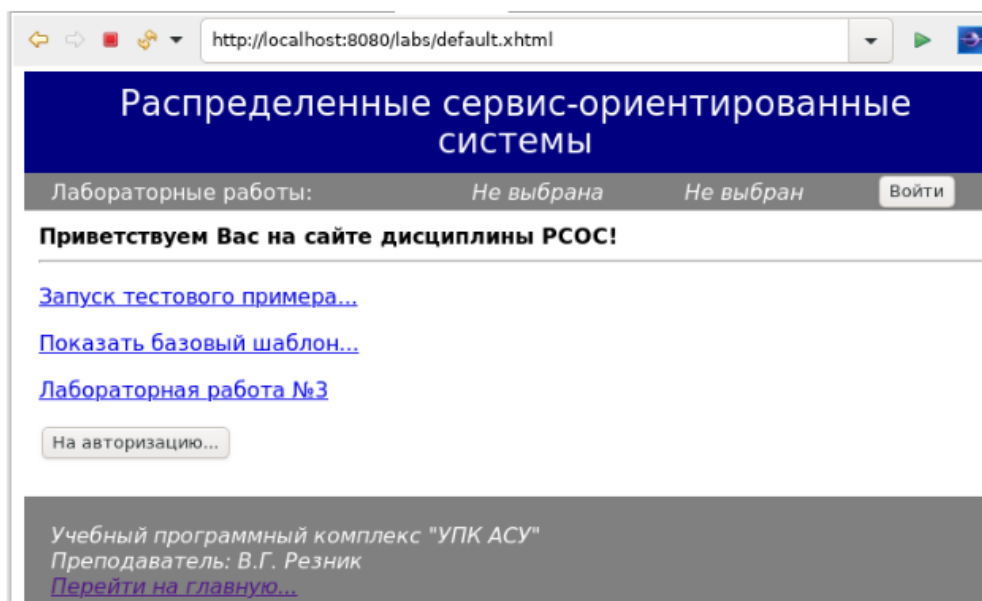 http://localhost:8080/labs/default.xhtml
Распределенные сервис-ориентированные
системы
Лабораторные работы: Не выбрана Не выбран Войти
Приветствуем Вас на сайте дисциплины РСОС!
Запуск тестового примера...
Показать базовый шаблон...
Лабораторная работа №3
На авторизацию...
Учебный программный комплекс "УПК АСУ"
Преподаватель: В.Г. Резник
Перейти на главную...